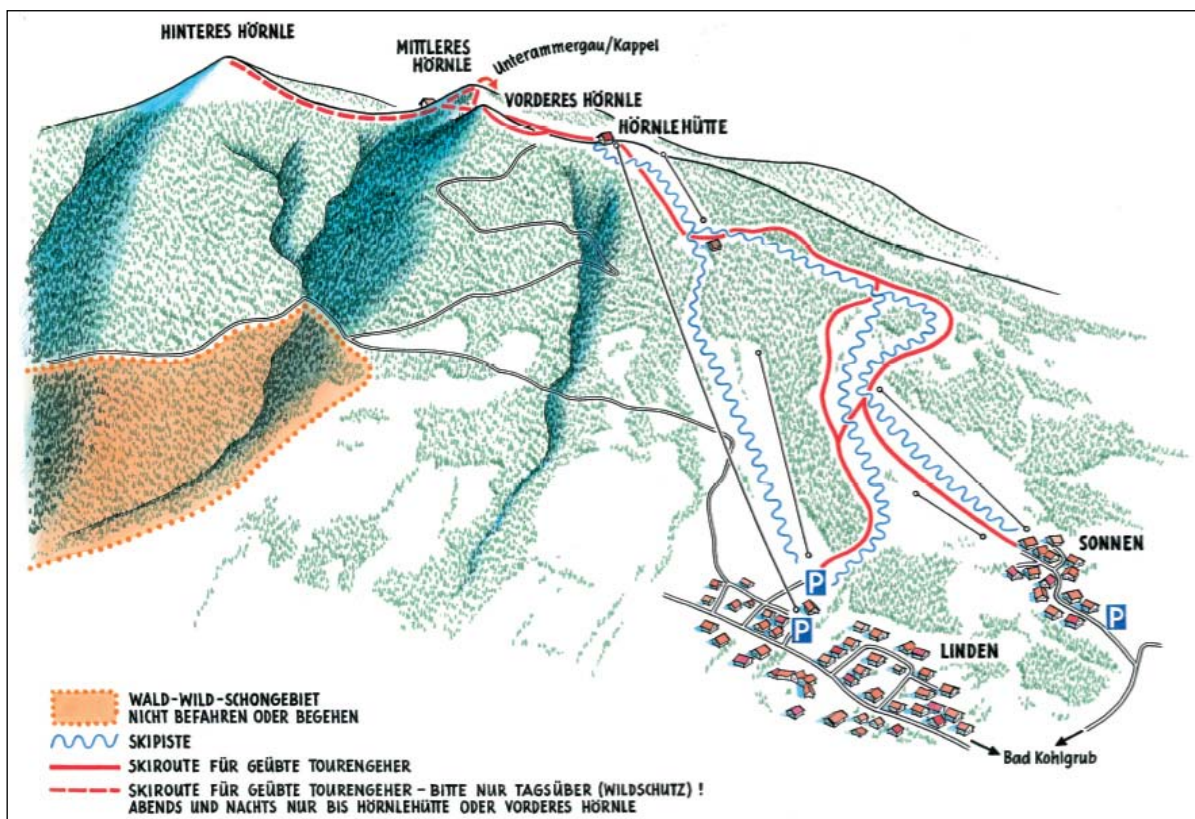 HINTERES HÖRNLE
MITTLERES
HÖRNLE
Unterammergau/Kappel
VORDERES HÖRNLE
HÖRNLEHÜTTE
SONNEN
P
P
P
LINDEN
Bad Kohlgrub
WALD-WILD-SCHONGEBIET
NICHT BEFAHREN ODER BEGEHEN
SKIPISTE
SKIROUTE FÜR GEÜBTE TOURENGEHER
SKIROUTE FÜR GEÜBTE TOURENGEHER – BITTE NUR TAGSÜBER (WILDSCHUTZ) !
ABENDS UND NACHTS NUR BIS HÖRNLEHÜTTE ODER VORDERES HÖRNLE